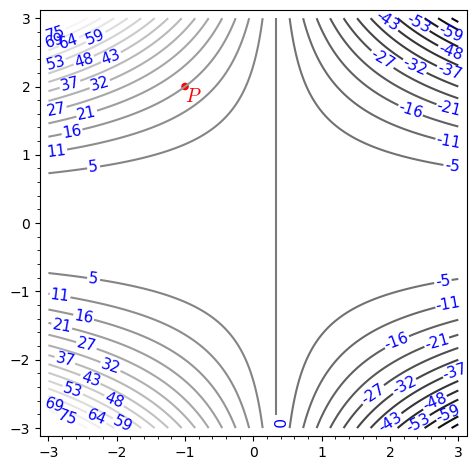 3
75 69 64 59 -43 -53 -59
53 48 43 -48
37 32 -27 -32 -37
2
27 21 P -16 -21
16 -11
1
11 5 -5
0
−1
5 -5
11 16 -11
21 27 -16 -21
−2
37 32 43 -27 -32 -37
53 48 -48
69 75 64 59 0 -43 -53 -59
−3
−3 −2 −1 0 1 2 3